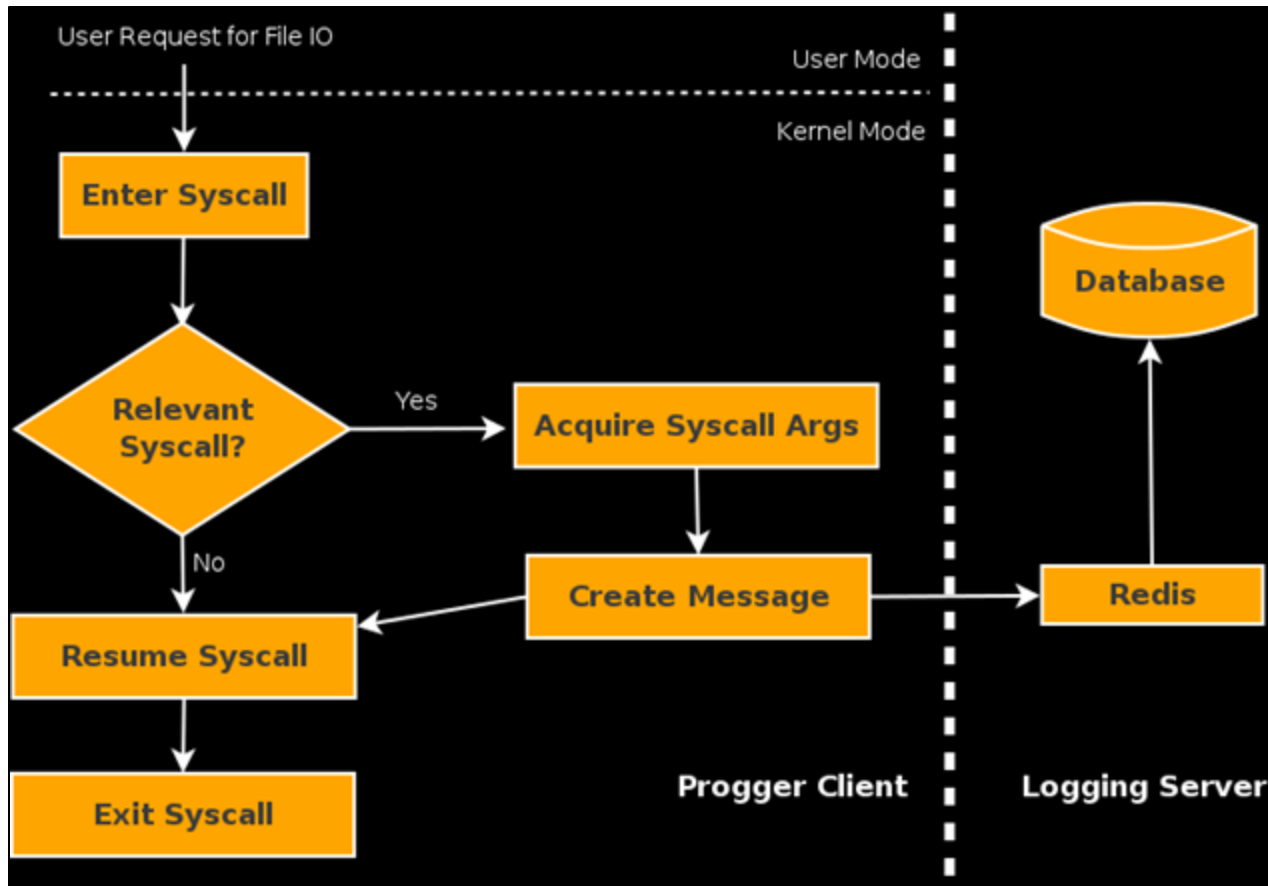 User Request for File IO
User Mode
Kernel Mode
Enter Syscall
Database
Relevant
Syscall?
Yes
Acquire Syscall Args
No
Create Message
Redis
Resume Syscall
Progger Client
Logging Server
Exit Syscall